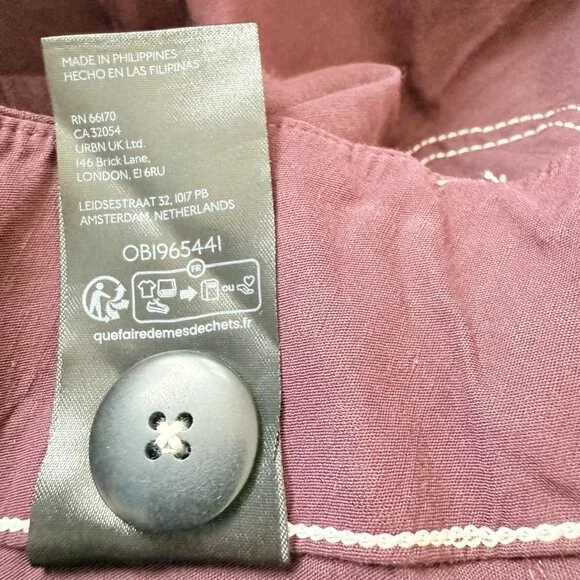 MADE IN PHILIPPINES
HECHO EN LAS FILIPINAS
RN 66170
CA 32054
URBN UK Ltd.
146 Brick Lane,
LONDON, E1 6RU
LEIDSESTRAAT 32, 1017 PB
AMSTERDAM, NETHERLANDS
OB1965441
FR
ou
quefairedemesdechets.fr